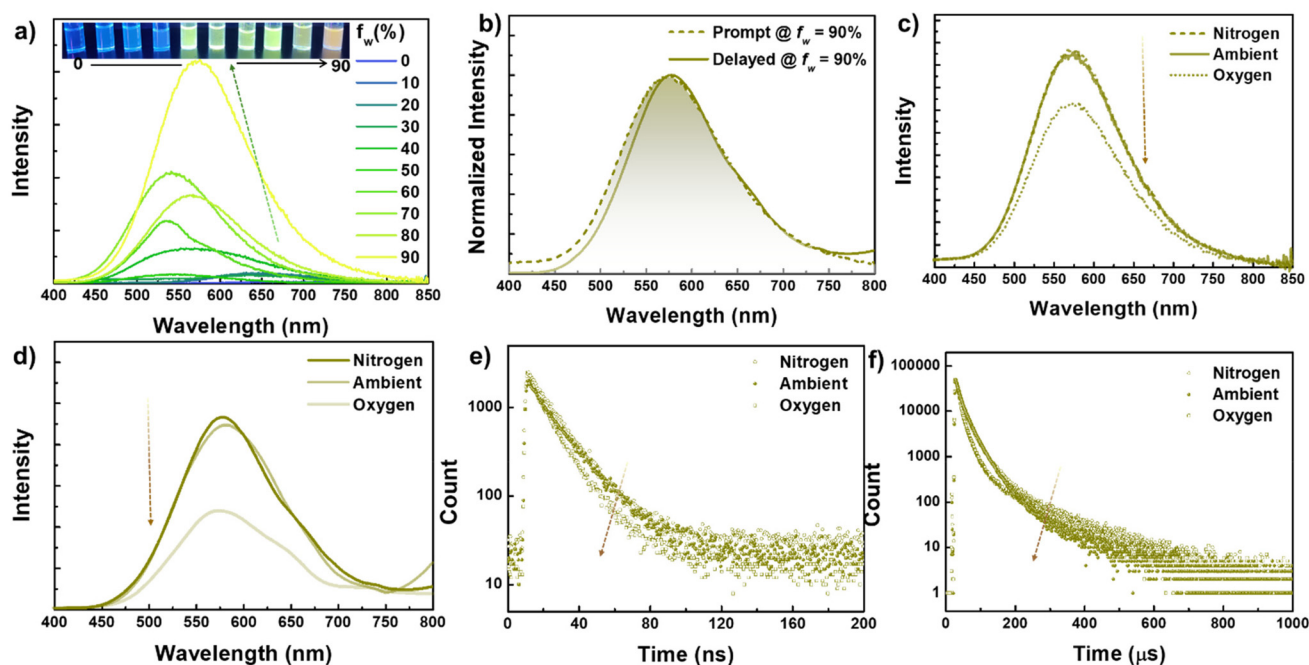 a)
f_w(%)
0
90
0
10
20
30
40
50
60
70
80
90
Intensity
400 450 500 550 600 650 700 750 800 850
Wavelength (nm)
b)
Prompt @ f_w = 90%
Delayed @ f_w = 90%
Normalized Intensity
400 450 500 550 600 650 700 750 800
Wavelength (nm)
c)
Nitrogen
Ambient
Oxygen
Intensity
400 450 500 550 600 650 700 750 800 850
Wavelength (nm)
d)
Nitrogen
Ambient
Oxygen
Intensity
400 450 500 550 600 650 700 750 800
Wavelength (nm)
e)
Nitrogen
Ambient
Oxygen
Count
1000
100
10
0 40 80 120 160 200
Time (ns)
f)
Nitrogen
Ambient
Oxygen
Count
100000
10000
1000
100
10
1
0 200 400 600 800 1000
Time (μs)